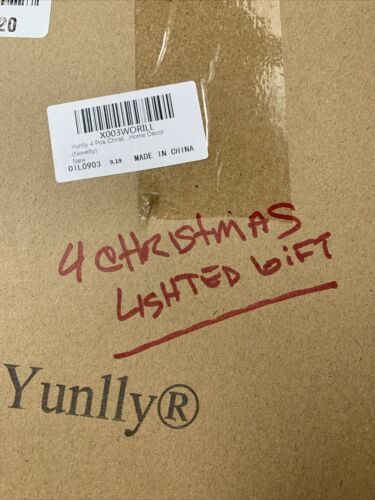 20
X003WORILL
Yunlly 4 Pcs Christ...Home Decor
(Novelty)
New
OIL0903 9.19 MADE IN CHINA
4 CHRISTMAS
LIGHTED GIFT
Yunlly®